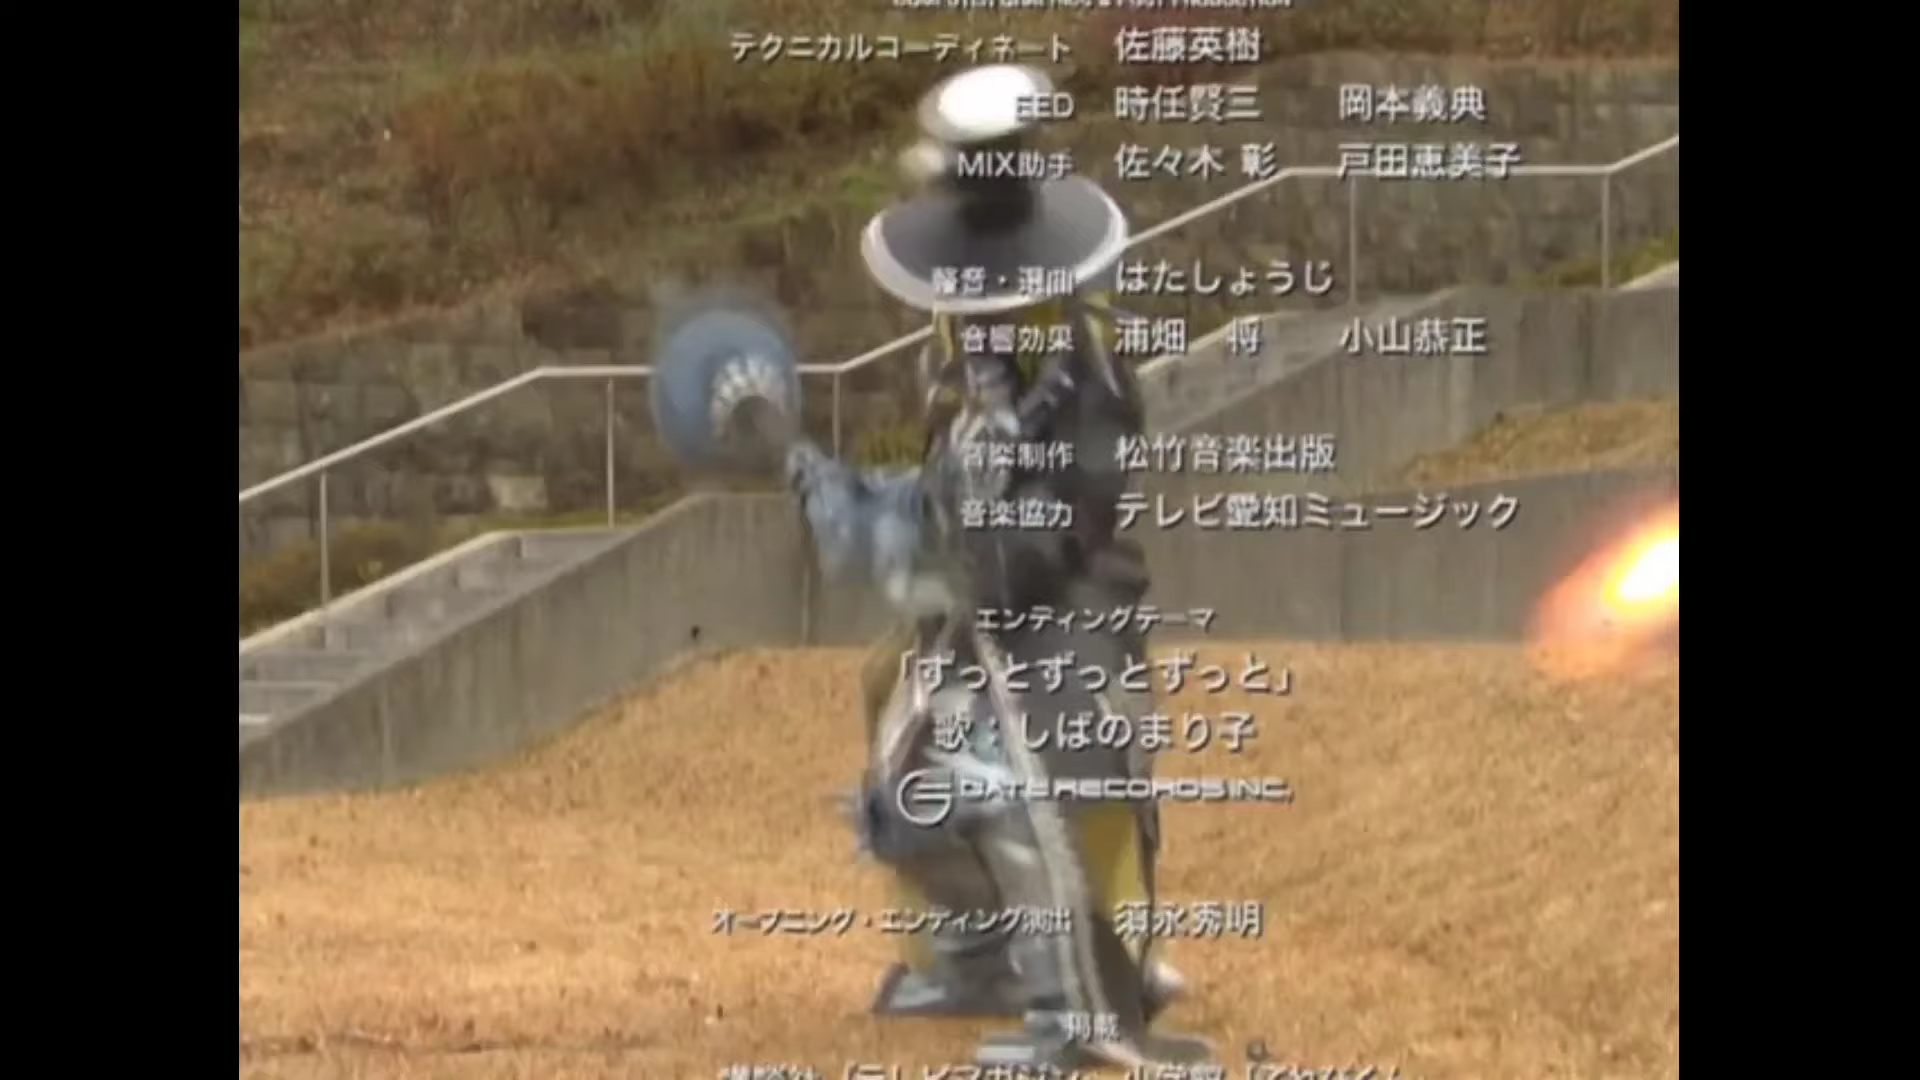 テクニカルコーディネート 佐藤英樹
EED 時任賢三 岡本義典
MIX助手 佐々木 彰 戸田恵美子
整音・選曲 はたしょうじ
音響効果 浦畑 将 小山恭正
音楽制作 松竹音楽出版
音楽協力 テレビ愛知ミュージック
エンディングテーマ
「ずっとずっとずっと」
歌：しばのまり子
GATE RECORDS INC.
オープニング・エンディング演出 須永秀明
掲載